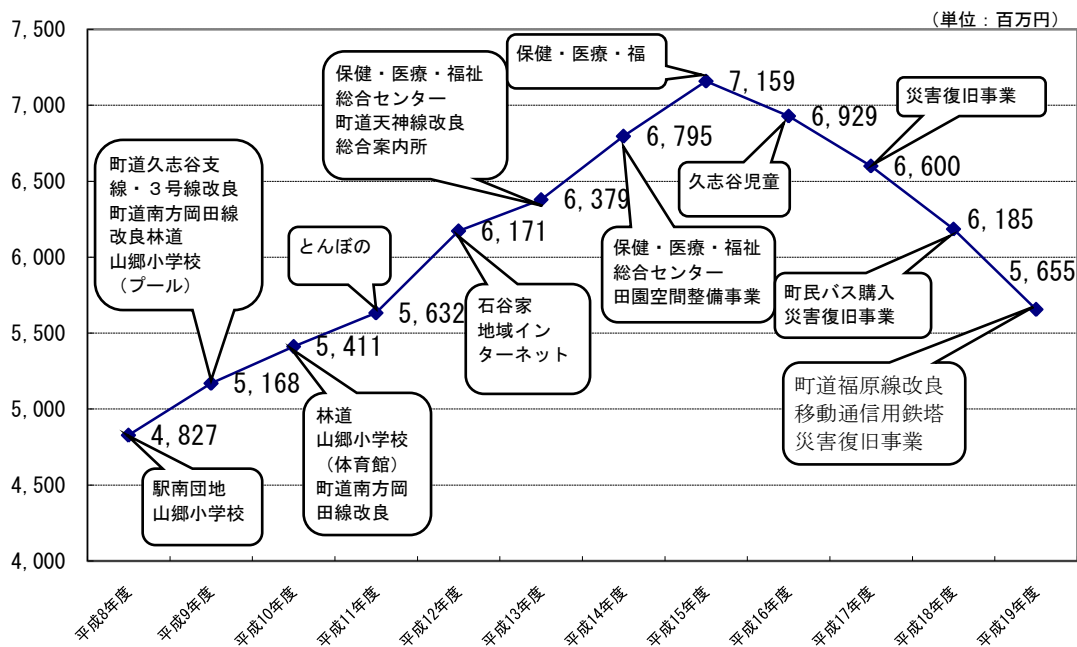 （単位：百万円）
7,500
7,000
6,500
6,000
5,500
5,000
4,500
4,000
保健・医療・福
保健・医療・福祉
総合センター
町道天神線改良
総合案内所
災害復旧事業
町道久志谷支
線・３号線改良
町道南方岡田線
改良林道
山郷小学校
（プール）
とんぼの
久志谷児童
石谷家
地域イン
ターネット
保健・医療・福祉
総合センター
田園空間整備事業
町民バス購入
災害復旧事業
林道
山郷小学校
（体育館）
町道南方岡
田線改良
町道福原線改良
移動通信用鉄塔
災害復旧事業
駅南団地
山郷小学校
4,827
5,168
5,411
5,632
6,171
6,379
6,795
7,159
6,929
6,600
6,185
5,655
平成8年度
平成9年度
平成10年度
平成11年度
平成12年度
平成13年度
平成14年度
平成15年度
平成16年度
平成17年度
平成18年度
平成19年度